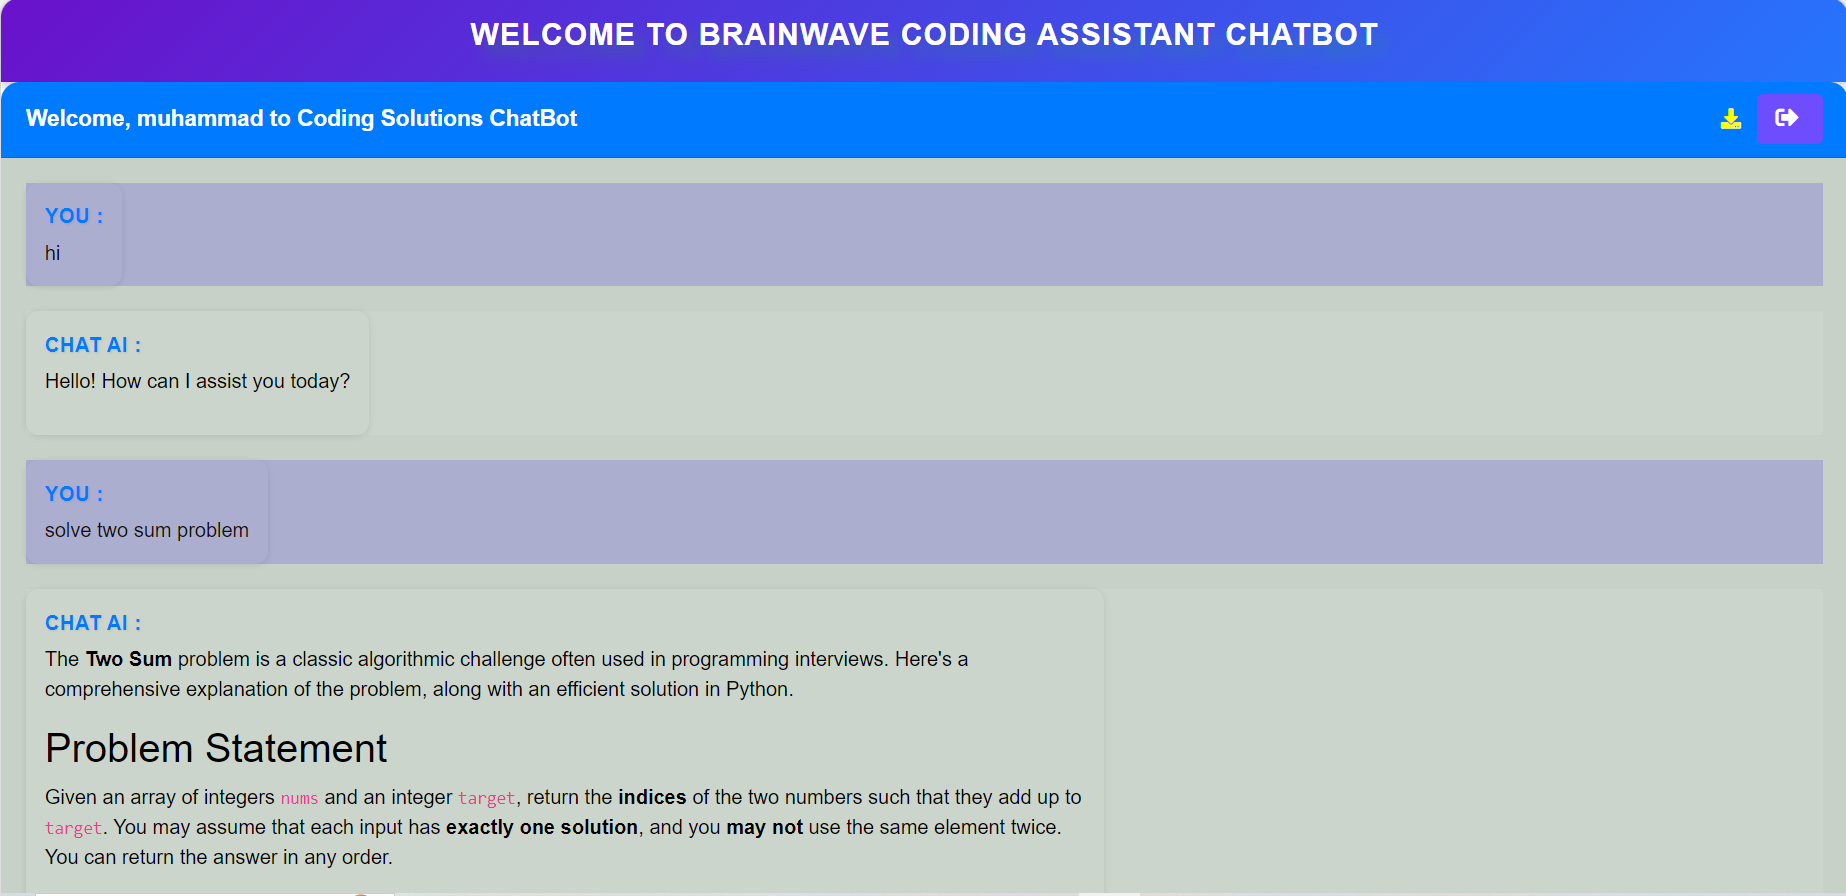 WELCOME TO BRAINWAVE CODING ASSISTANT CHATBOT
Welcome, muhammad to Coding Solutions ChatBot
YOU :
hi
CHAT AI :
Hello! How can I assist you today?
YOU :
solve two sum problem
CHAT AI :
The Two Sum problem is a classic algorithmic challenge often used in programming interviews. Here's a
comprehensive explanation of the problem, along with an efficient solution in Python.
Problem Statement
Given an array of integers nums and an integer target, return the indices of the two numbers such that they add up to
target. You may assume that each input has exactly one solution, and you may not use the same element twice.
You can return the answer in any order.